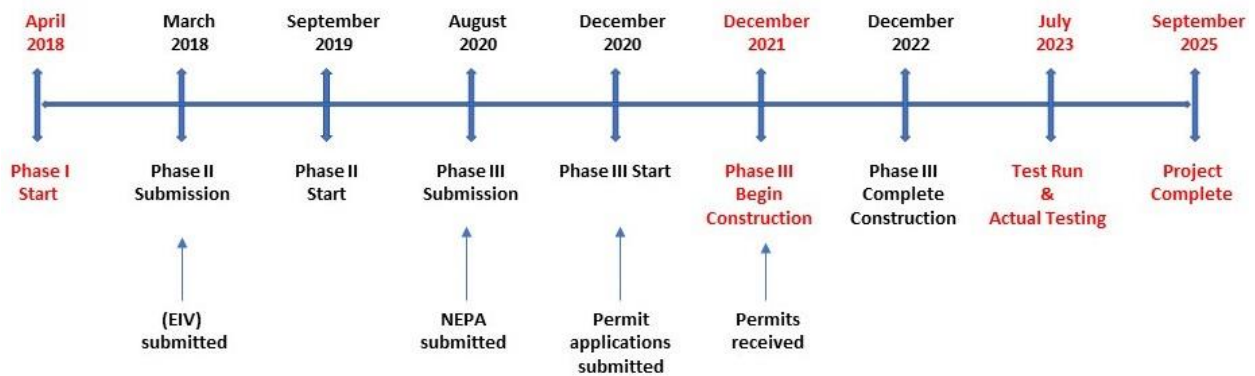 April
2018
March
2018
September
2019
August
2020
December
2020
December
2021
December
2022
July
2023
September
2025
Phase I
Start
Phase II
Submission
Phase II
Start
Phase III
Submission
Phase III Start
Phase III
Begin
Construction
Phase III
Complete
Construction
Test Run
&
Actual Testing
Project
Complete
(EIV)
submitted
NEPA
submitted
Permit
applications
submitted
Permits
received